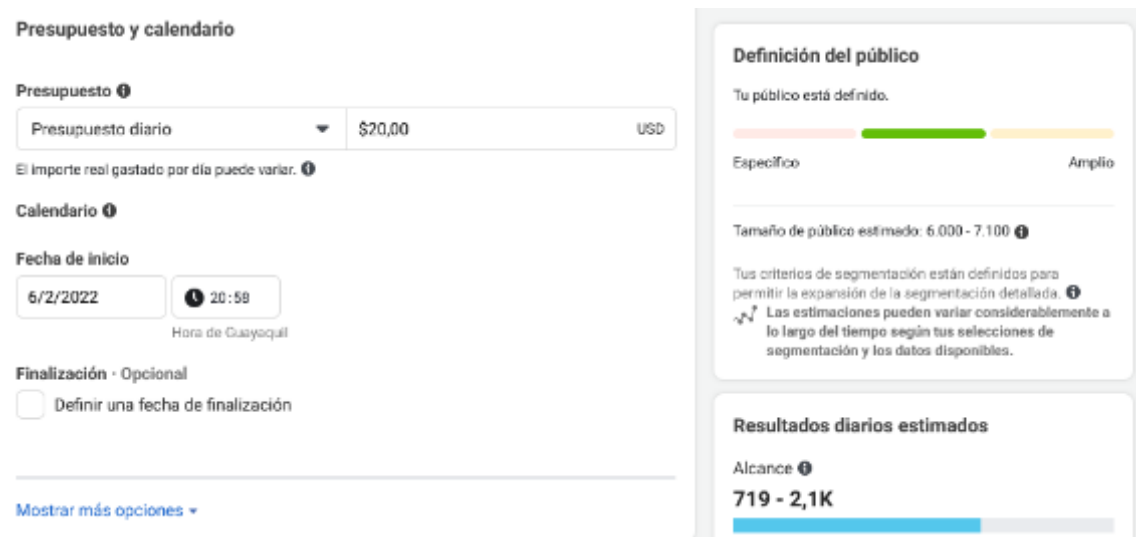 Presupuesto y calendario
Presupuesto
Presupuesto diario
$20,00
USD
El importe real gastado por día puede variar.
Calendario
Fecha de inicio
6/2/2022
20:58
Hora de Guayaquil
Finalización · Opcional
Definir una fecha de finalización
Mostrar más opciones
Definición del público
Tu público está definido.
Específico
Amplio
Tamaño de público estimado: 6.000 - 7.100
Tus criterios de segmentación están definidos para
permitir la expansión de la segmentación detallada.
Las estimaciones pueden variar considerablemente a
lo largo del tiempo según tus selecciones de
segmentación y los datos disponibles.
Resultados diarios estimados
Alcance
719 - 2,1K